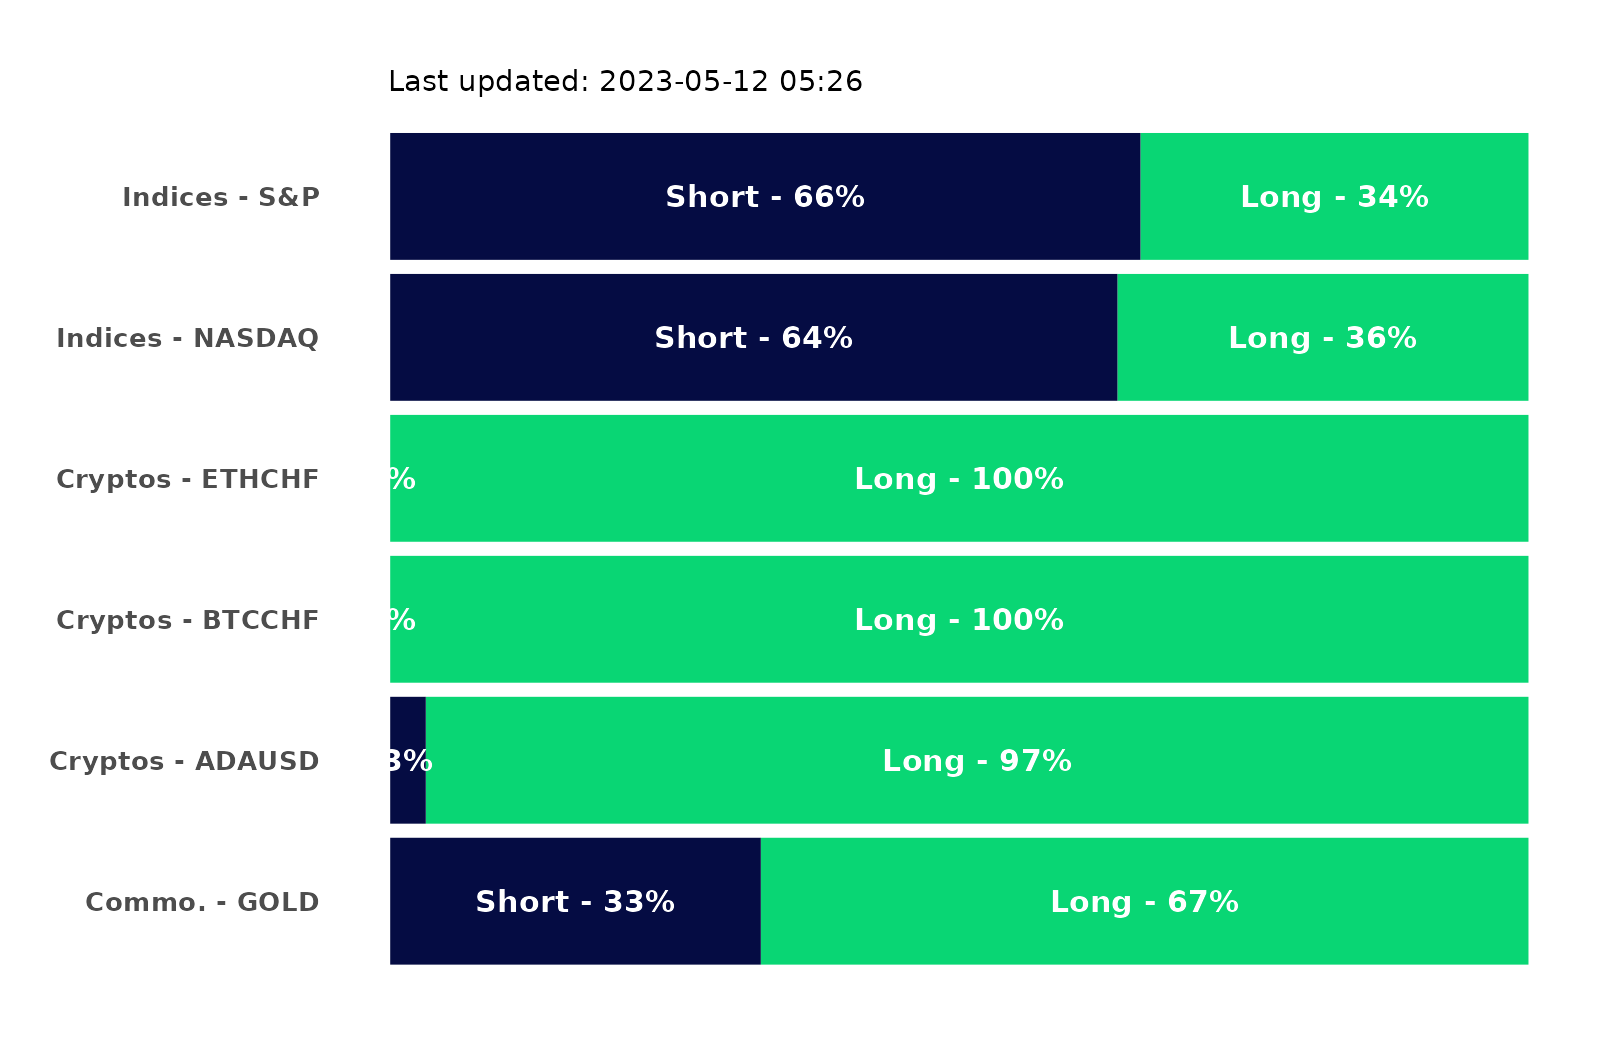 Last updated: 2023-05-12 05:26
Indices - S&P Short - 66% Long - 34%
Indices - NASDAQ Short - 64% Long - 36%
Cryptos - ETHCHF % Long - 100%
Cryptos - BTCCHF % Long - 100%
Cryptos - ADAUSD 3% Long - 97%
Commo. - GOLD Short - 33% Long - 67%